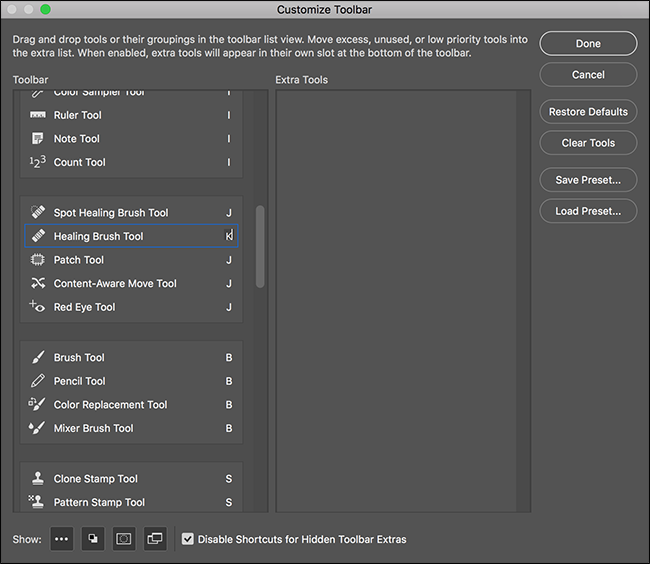 Customize Toolbar
Drag and drop tools or their groupings in the toolbar list view. Move excess, unused, or low priority tools into
the extra list. When enabled, extra tools will appear in their own slot at the bottom of the toolbar.
Done
Cancel
Restore Defaults
Clear Tools
Save Preset...
Load Preset...
Toolbar
Extra Tools
Color Sampler Tool I
Ruler Tool I
Note Tool I
123 Count Tool I
Spot Healing Brush Tool J
Healing Brush Tool K
Patch Tool J
Content-Aware Move Tool J
Red Eye Tool J
Brush Tool B
Pencil Tool B
Color Replacement Tool B
Mixer Brush Tool B
Clone Stamp Tool S
Pattern Stamp Tool S
Show:
Disable Shortcuts for Hidden Toolbar Extras